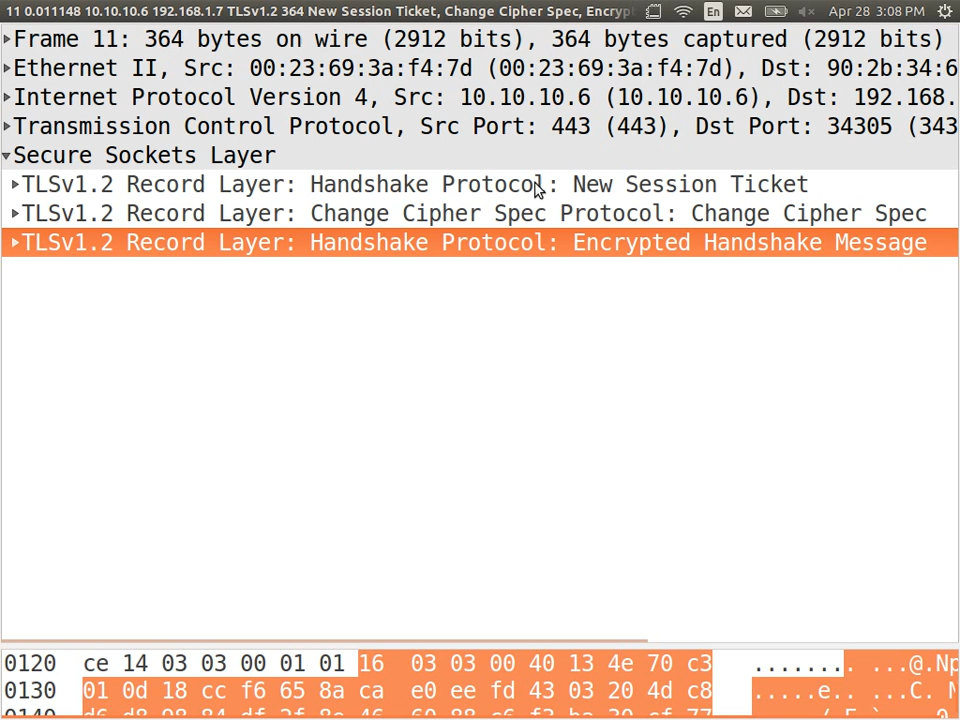 11 0.011148 10.10.10.6 192.168.1.7 TLSv1.2 364 New Session Ticket, Change Cipher Spec, Encryp En Apr 28 3:08 PM
Frame 11: 364 bytes on wire (2912 bits), 364 bytes captured (2912 bits)
Ethernet II, Src: 00:23:69:3a:f4:7d (00:23:69:3a:f4:7d), Dst: 90:2b:34:6
Internet Protocol Version 4, Src: 10.10.10.6 (10.10.10.6), Dst: 192.168.
Transmission Control Protocol, Src Port: 443 (443), Dst Port: 34305 (343
Secure Sockets Layer
TLSv1.2 Record Layer: Handshake Protocol: New Session Ticket
TLSv1.2 Record Layer: Change Cipher Spec Protocol: Change Cipher Spec
TLSv1.2 Record Layer: Handshake Protocol: Encrypted Handshake Message
0120 ce 14 03 03 00 01 01 16 03 03 00 40 13 4e 70 c3 ........ ...@.Np
0130 01 0d 18 cc f6 65 8a ca e0 ee fd 43 03 20 4d c8 .....e.. ...C. M